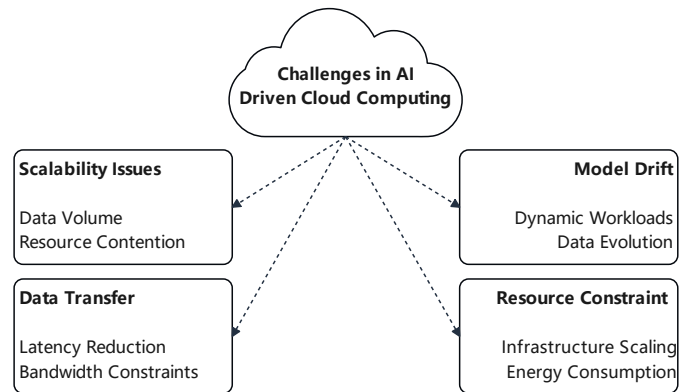 Challenges in AI
Driven Cloud Computing
Scalability Issues
Data Volume
Resource Contention
Model Drift
Dynamic Workloads
Data Evolution
Data Transfer
Latency Reduction
Bandwidth Constraints
Resource Constraint
Infrastructure Scaling
Energy Consumption